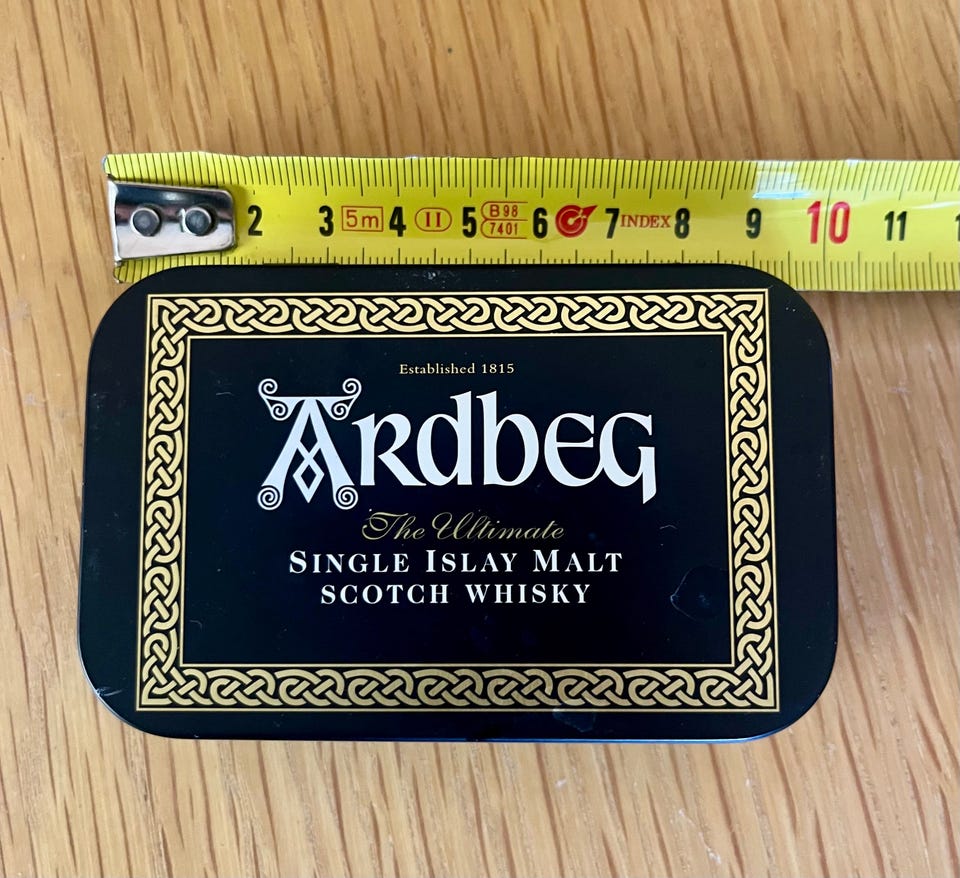 2 3 5m 4 II 5 B98 6 7 INDEX 8 9 10 11
7401
Established 1815
ARdbeG
The Ultimate
SINGLE ISLAY MALT
SCOTCH WHISKY